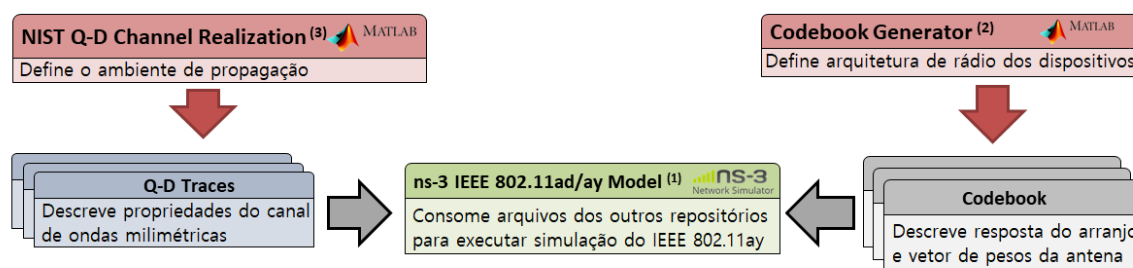 NIST Q-D Channel Realization (3) MATLAB
Define o ambiente de propagação
Codebook Generator (2) MATLAB
Define arquitetura de rádio dos dispositivos
Q-D Traces
Descreve propriedades do canal
de ondas milimétricas
ns-3 IEEE 802.11ad/ay Model (1) NS-3
Network Simulator
Consome arquivos dos outros repositórios
para executar simulação do IEEE 802.11ay
Codebook
Descreve resposta do arranjo
e vetor de pesos da antena